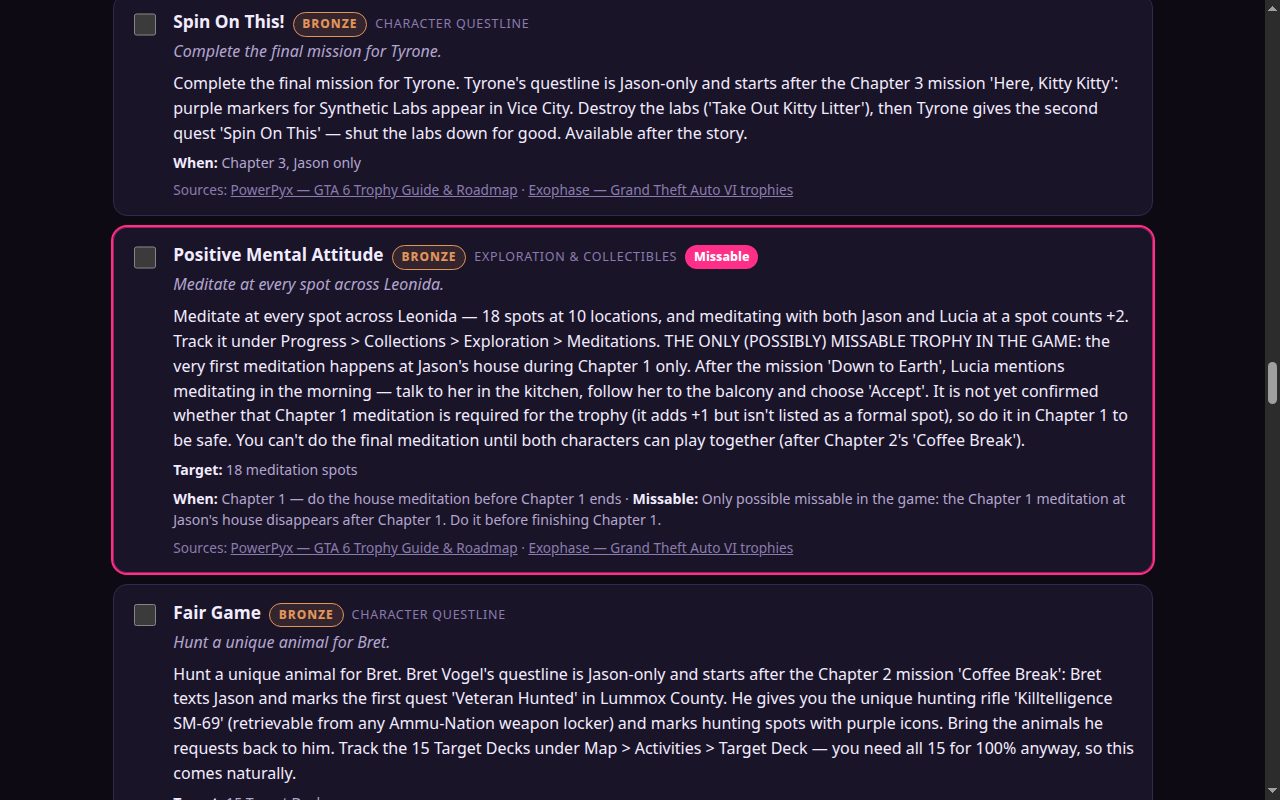 Spin On This! BRONZE CHARACTER QUESTLINE
Complete the final mission for Tyrone.
Complete the final mission for Tyrone. Tyrone's questline is Jason-only and starts after the Chapter 3 mission 'Here, Kitty Kitty':
purple markers for Synthetic Labs appear in Vice City. Destroy the labs ('Take Out Kitty Litter'), then Tyrone gives the second
quest 'Spin On This' — shut the labs down for good. Available after the story.
When: Chapter 3, Jason only
Sources: PowerPyx — GTA 6 Trophy Guide & Roadmap · Exophase — Grand Theft Auto VI trophies
Positive Mental Attitude BRONZE EXPLORATION & COLLECTIBLES Missable
Meditate at every spot across Leonida.
Meditate at every spot across Leonida — 18 spots at 10 locations, and meditating with both Jason and Lucia at a spot counts +2.
Track it under Progress > Collections > Exploration > Meditations. THE ONLY (POSSIBLY) MISSABLE TROPHY IN THE GAME: the
very first meditation happens at Jason's house during Chapter 1 only. After the mission 'Down to Earth', Lucia mentions
meditating in the morning — talk to her in the kitchen, follow her to the balcony and choose 'Accept'. It is not yet confirmed
whether that Chapter 1 meditation is required for the trophy (it adds +1 but isn't listed as a formal spot), so do it in Chapter 1 to
be safe. You can't do the final meditation until both characters can play together (after Chapter 2's 'Coffee Break').
Target: 18 meditation spots
When: Chapter 1 — do the house meditation before Chapter 1 ends · Missable: Only possible missable in the game: the Chapter 1 meditation at
Jason's house disappears after Chapter 1. Do it before finishing Chapter 1.
Sources: PowerPyx — GTA 6 Trophy Guide & Roadmap · Exophase — Grand Theft Auto VI trophies
Fair Game BRONZE CHARACTER QUESTLINE
Hunt a unique animal for Bret.
Hunt a unique animal for Bret. Bret Vogel's questline is Jason-only and starts after the Chapter 2 mission 'Coffee Break': Bret
texts Jason and marks the first quest 'Veteran Hunted' in Lummox County. He gives you the unique hunting rifle 'Killtelligence
SM-69' (retrievable from any Ammu-Nation weapon locker) and marks hunting spots with purple icons. Bring the animals he
requests back to him. Track the 15 Target Decks under Map > Activities > Target Deck — you need all 15 for 100% anyway, so this
comes naturally.